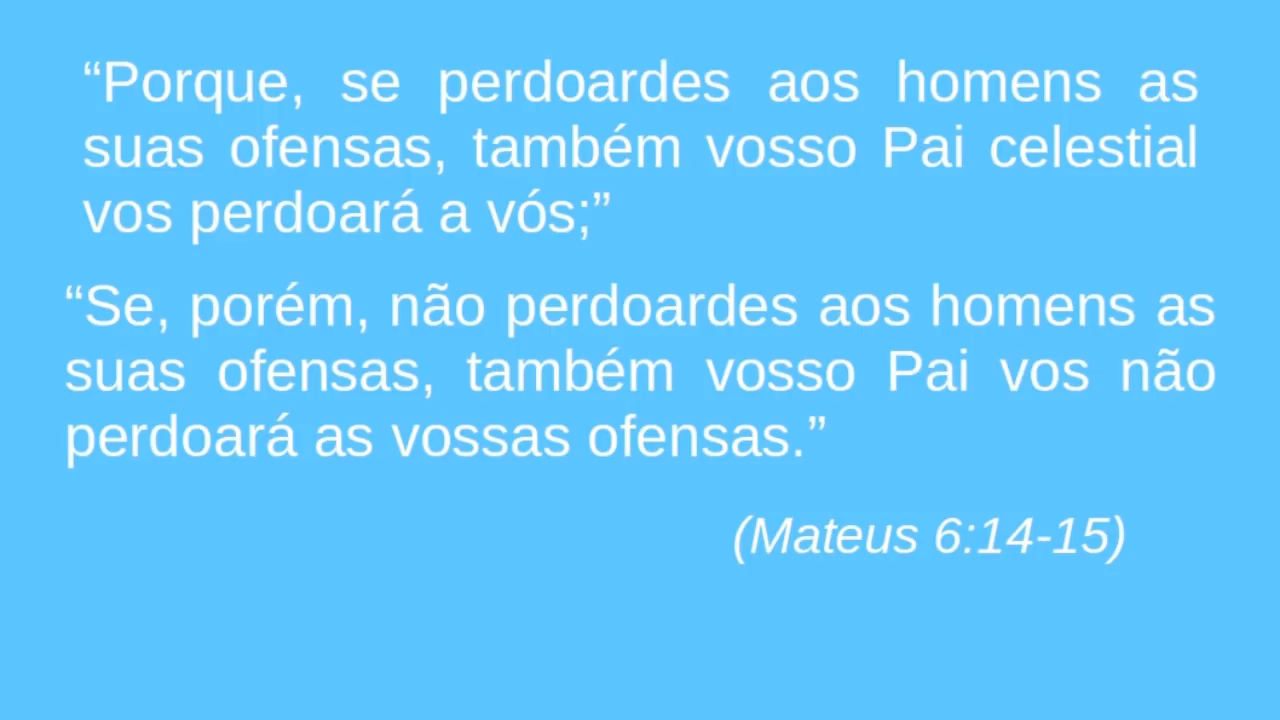 “Porque, se perdoardes aos homens as
suas ofensas, também vosso Pai celestial
vos perdoará a vós;”
“Se, porém, não perdoardes aos homens as
suas ofensas, também vosso Pai vos não
perdoará as vossas ofensas.”
(Mateus 6:14-15)